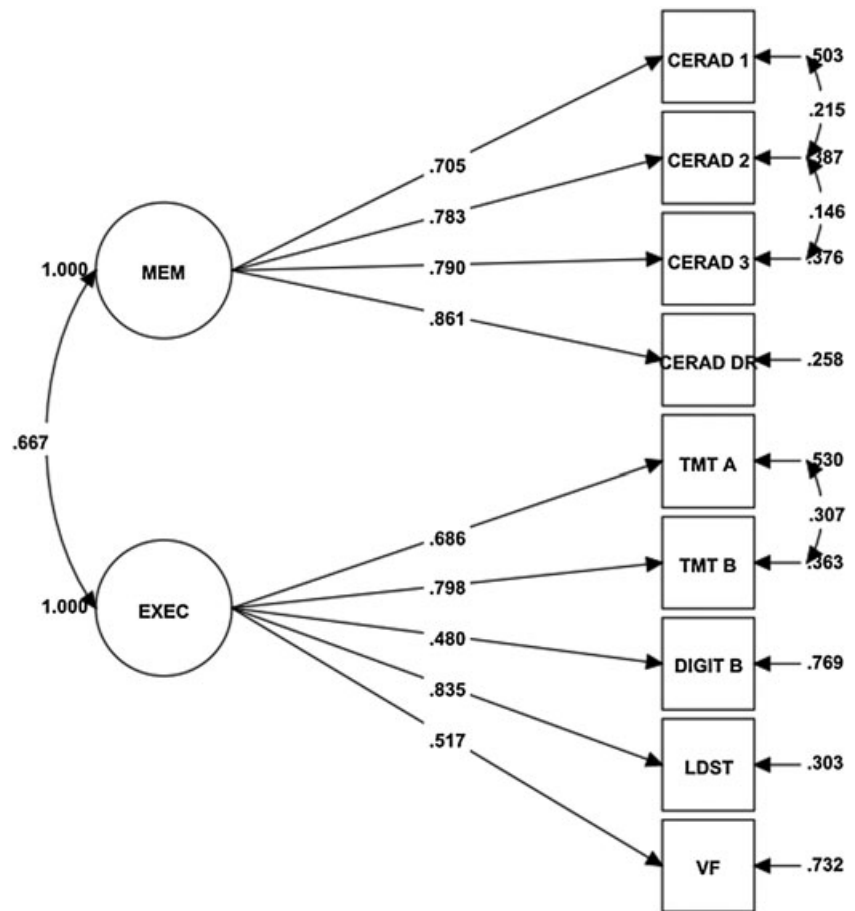 CERAD 1
.503
.215
CERAD 2
.387
.705
.783
.146
.790
CERAD 3
.376
1.000
MEM
.861
CERAD DR
.258
.667
TMT A
.530
.307
.686
TMT B
.363
.798
1.000
EXEC
.480
DIGIT B
.769
.835
.517
LDST
.303
VF
.732